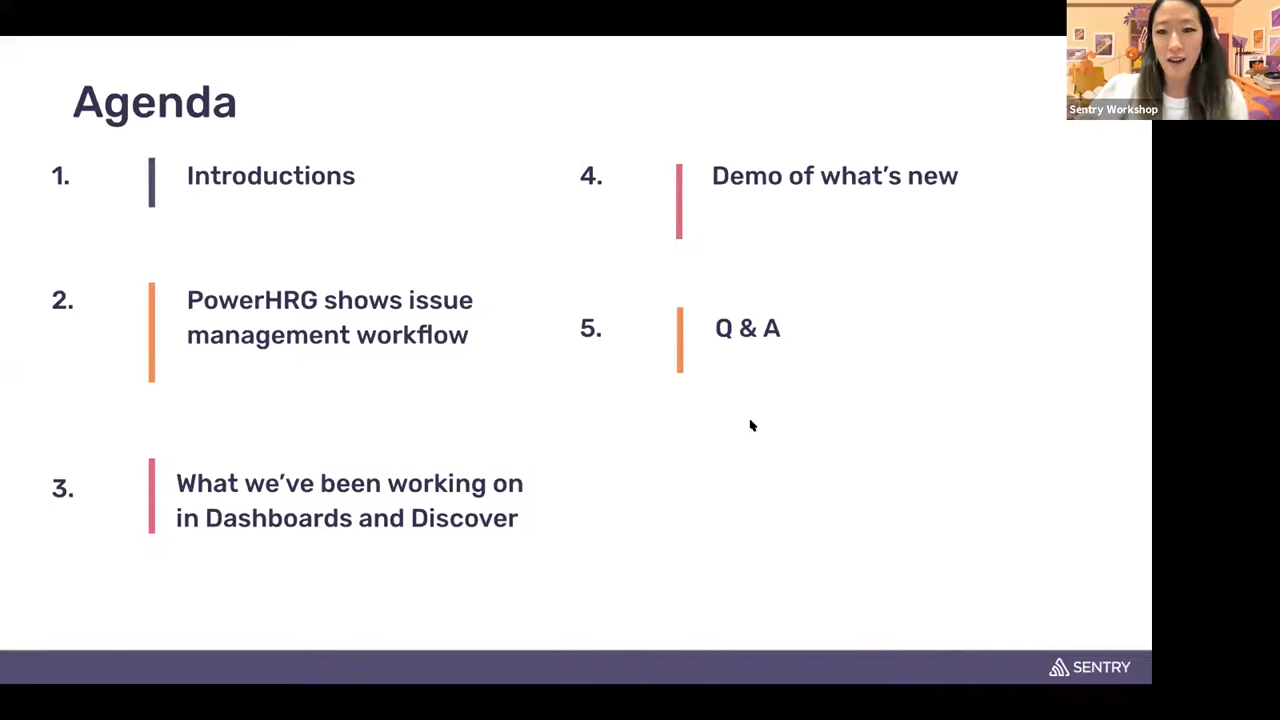 Agenda
1.
Introductions
2.
PowerHRG shows issue
management workflow
3.
What we’ve been working on
in Dashboards and Discover
4.
Demo of what’s new
5.
Q & A
Sentry Workshop
SENTRY